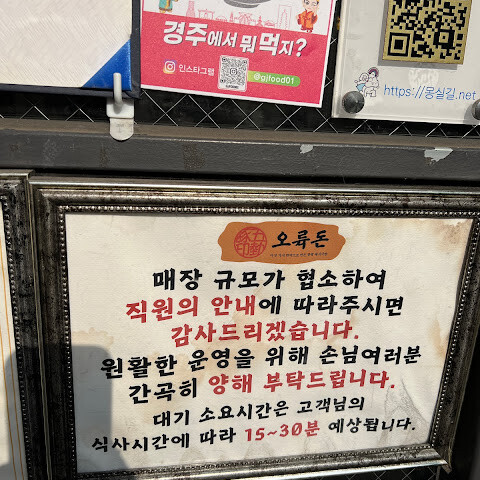 경주에서 뭐 먹지?
인스타그램
@gifood01
https://몽실길.net
오륙돈
매장 규모가 협소하여
직원의 안내에 따라주시면
감사드리겠습니다.
원활한 운영을 위해 손님여러분
간곡히 양해 부탁드립니다.
대기 소요시간은 고객님의
식사시간에 따라 15~30분 예상됩니다.